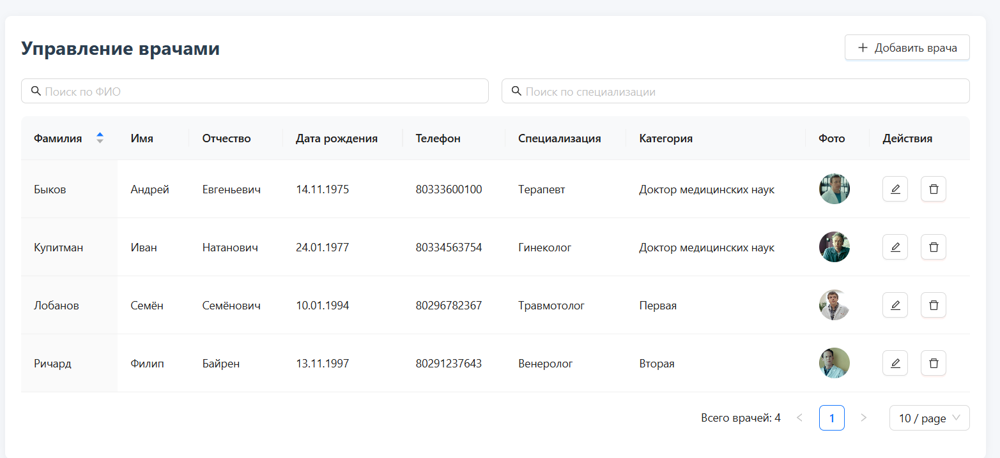 Управление врачами
Добавить врача
Поиск по ФИО Поиск по специализации
Фамилия Имя Отчество Дата рождения Телефон Специализация Категория Фото Действия
Быков Андрей Евгеньевич 14.11.1975 80333600100 Терапевт Доктор медицинских наук
Купитман Иван Натанович 24.01.1977 80334563754 Гинеколог Доктор медицинских наук
Лобанов Семён Семёнович 10.01.1994 80296782367 Травмотолог Первая
Ричард Филип Байрен 13.11.1997 80291237643 Венеролог Вторая
Всего врачей: 4 < 1 > 10 / page